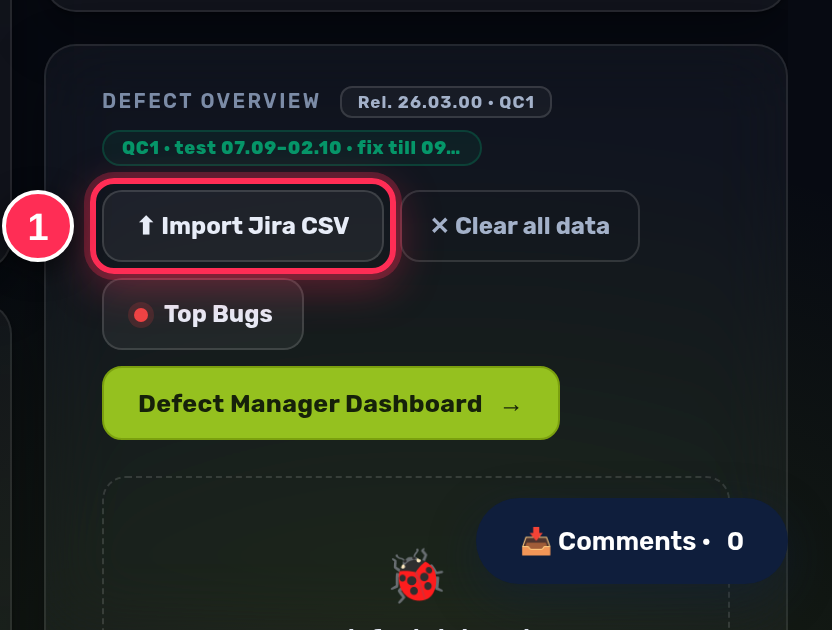 DEFECT OVERVIEW Rel. 26.03.00 • QC1
QC1 • test 07.09–02.10 • fix till 09…
1
⬆ Import Jira CSV ✕ Clear all data
Top Bugs
Defect Manager Dashboard →
Comments • 0